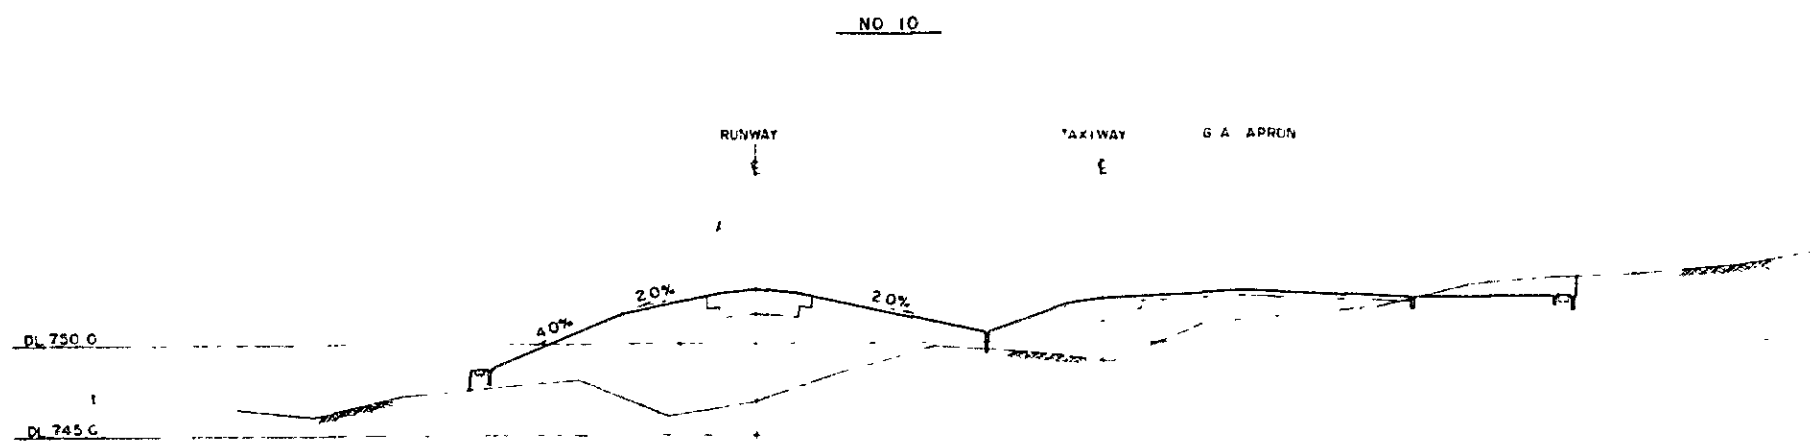 NO 10
RUNWAY TAXIWAY G A APRON
℄ ℄
2.0% 2.0%
4.0%
DL 750.0
DL 745.0